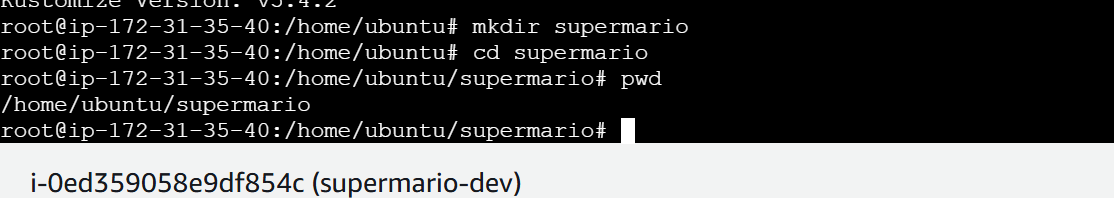 Kustomize Version: v5.4.2
root@ip-172-31-35-40:/home/ubuntu# mkdir supermario
root@ip-172-31-35-40:/home/ubuntu# cd supermario
root@ip-172-31-35-40:/home/ubuntu/supermario# pwd
/home/ubuntu/supermario
root@ip-172-31-35-40:/home/ubuntu/supermario#
i-0ed359058e9df854c (supermario-dev)